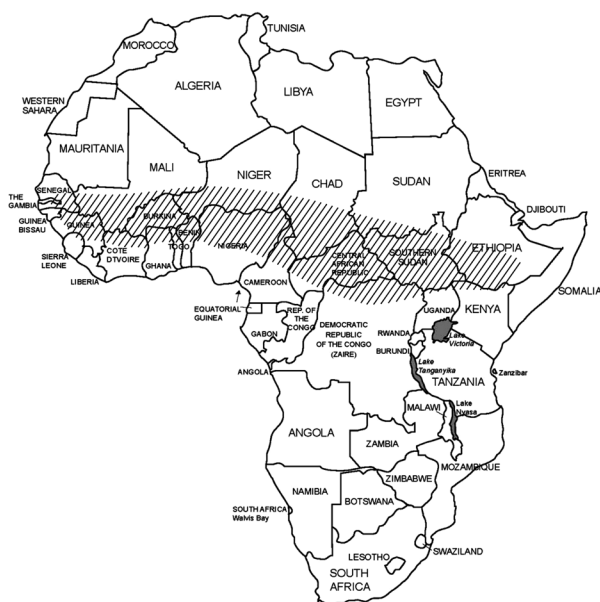 TUNISIA
MOROCCO
ALGERIA
LIBYA
EGYPT
WESTERN
SAHARA
MAURITANIA
MALI
NIGER
CHAD
SUDAN
ERITREA
SENEGAL
THE
GAMBIA
GUINEA
BISSAU
GUINEA
BURKINA
BENIN
TOGO
NIGERIA
DJIBOUTI
ETHIOPIA
SOUTHERN
SUDAN
CENTRAL
AFRICAN
REPUBLIC
SIERRA
LEONE
LIBERIA
COTÉ
D'TVOIRE
GHANA
CAMEROON
SOMALIA
EQUATORIAL
GUINEA
REP. OF
THE
CONGO
GABON
DEMOCRATIC
REPUBLIC
OF THE CONGO
(ZAIRE)
UGANDA
KENYA
RWANDA
BURUNDI
Lake
Victoria
Lake
Tanganyika
TANZANIA
Zanzibar
ANGOLA
ANGOLA
MALAWI
Lake
Nyasa
ZAMBIA
MOZAMBIQUE
ZIMBABWE
NAMIBIA
BOTSWANA
SOUTH AFRICA
Walvis Bay
SWAZILAND
LESOTHO
SOUTH
AFRICA